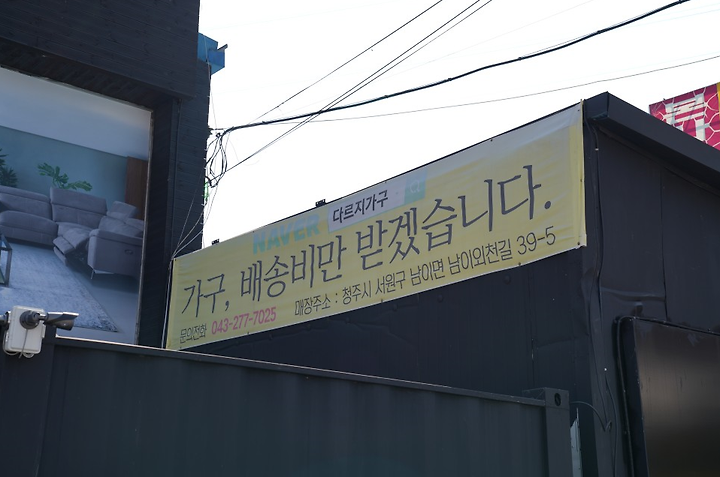 NAVER 다르지가구
가구, 배송비만 받겠습니다.
문의전화 043-277-7025 매장주소 : 청주시 서원구 남이면 남이외천길 39-5